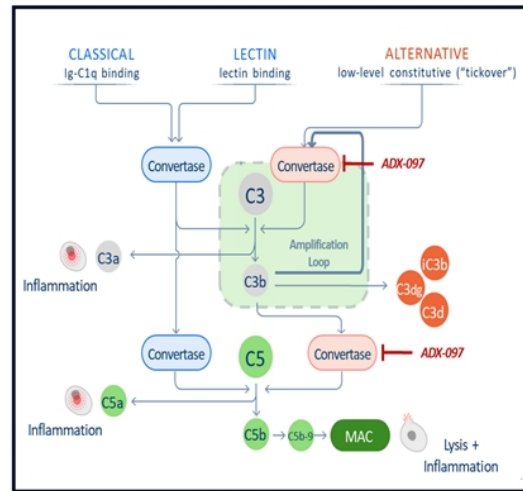 CLASSICAL
Ig-C1q binding
LECTIN
lectin binding
ALTERNATIVE
low-level constitutive ("tickover")
Convertase
Convertase
ADX-097
C3
Amplification
Loop
C3a
Inflammation
C3b
iC3b
C3dg
C3d
Convertase
C5
Convertase
ADX-097
C5a
Inflammation
C5b
C5b-9
MAC
Lysis +
Inflammation